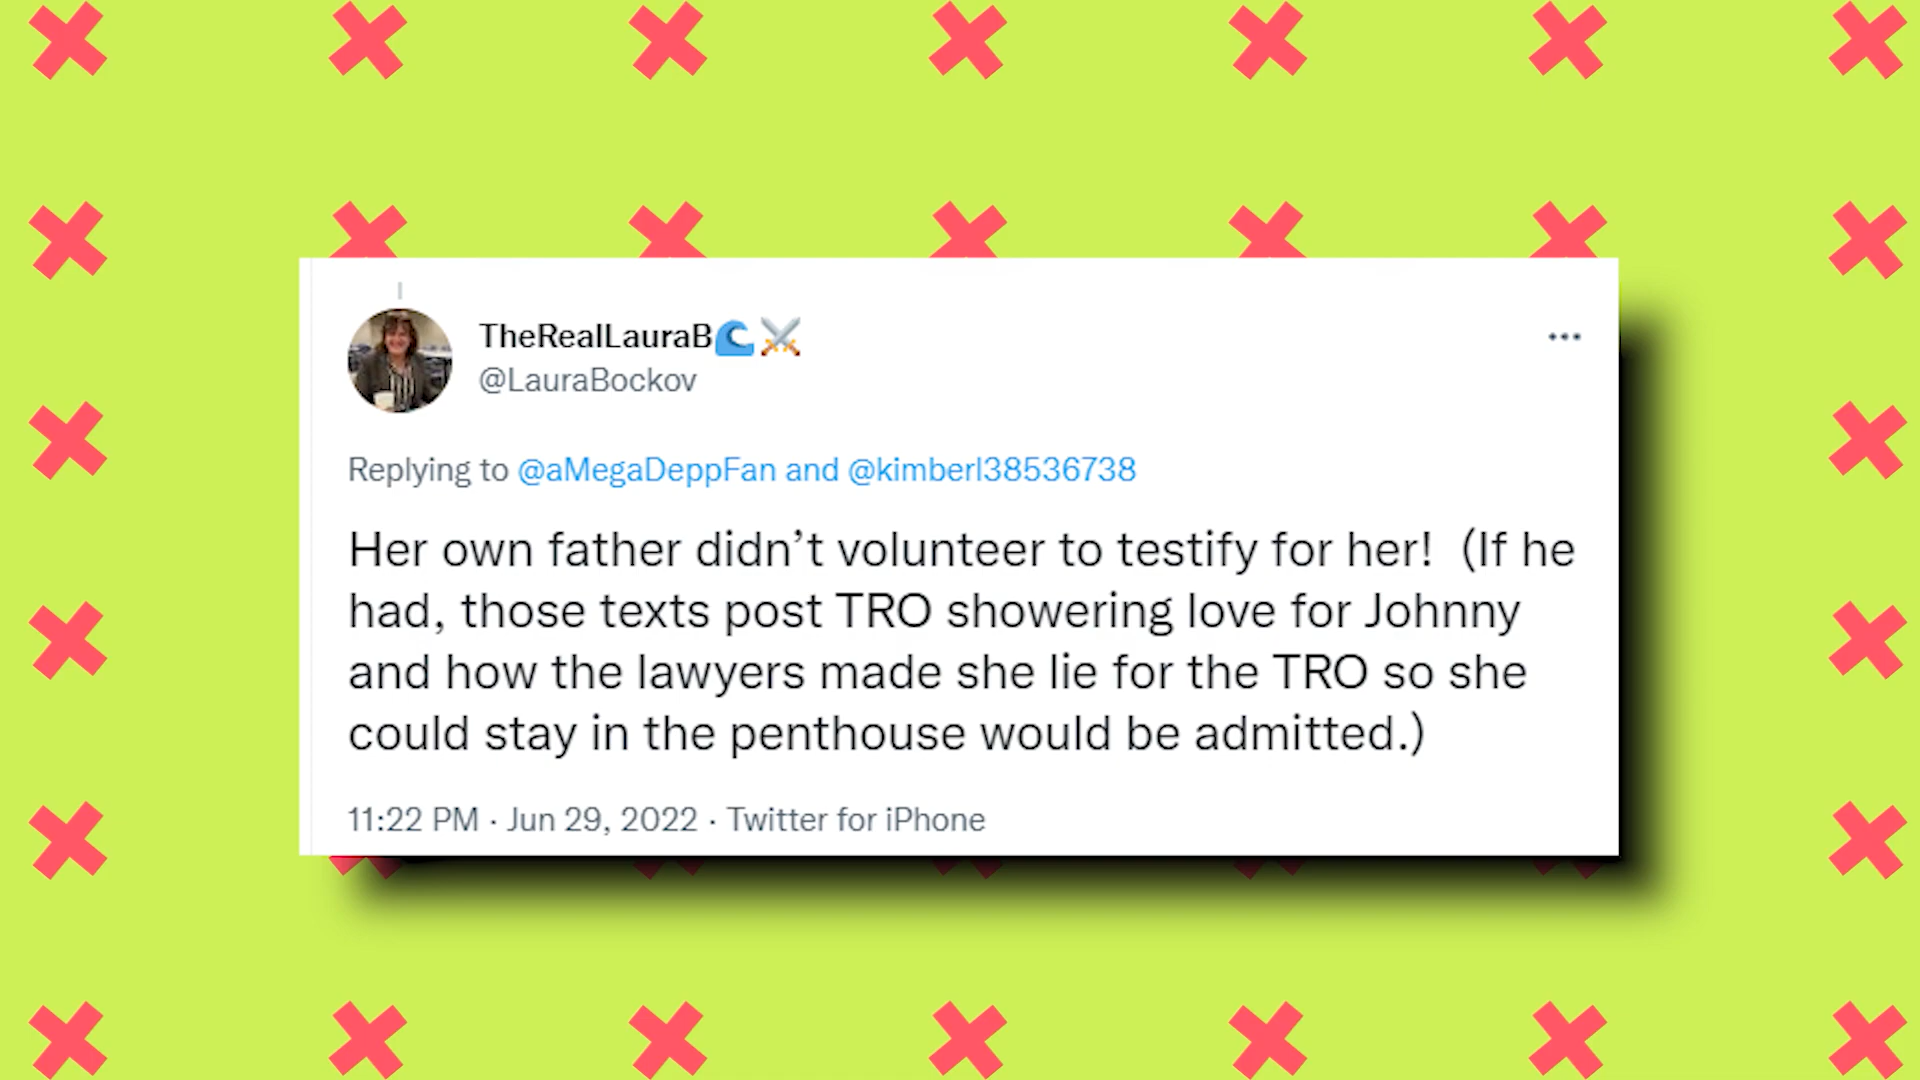 TheRealLauraB🌊⚔️
@LauraBockov
Replying to @aMegaDeppFan and @kimberl38536738
Her own father didn’t volunteer to testify for her!  (If he
had, those texts post TRO showering love for Johnny
and how the lawyers made she lie for the TRO so she
could stay in the penthouse would be admitted.)
11:22 PM · Jun 29, 2022 · Twitter for iPhone